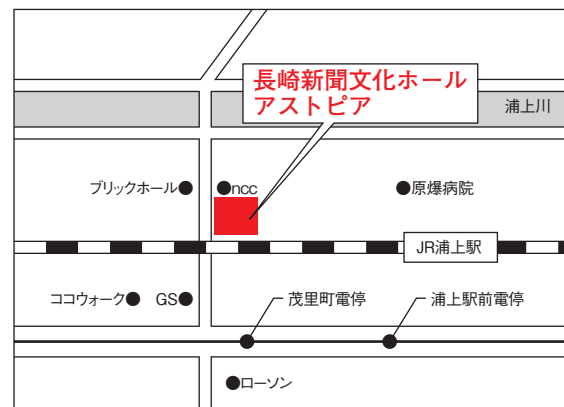 長崎新聞文化ホール
アストピア
浦上川
ブリックホール
ncc
原爆病院
JR浦上駅
ココウォーク
GS
茂里町電停
浦上駅前電停
ローソン